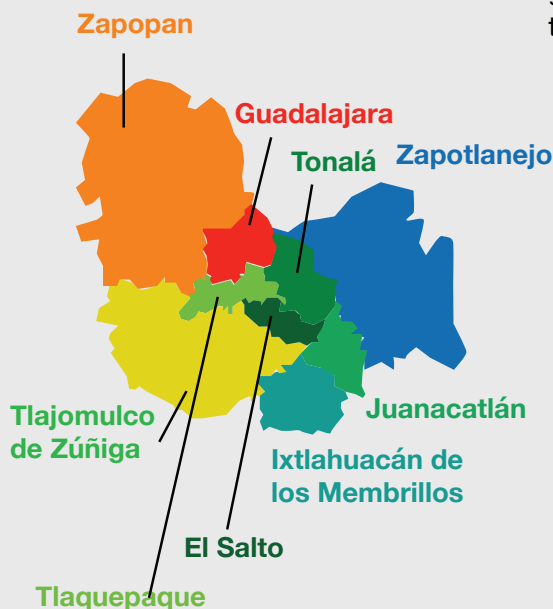 Zapopan
Guadalajara
Tonalá
Zapotlanejo
Tlajomulco
de Zúñiga
Juanacatlán
Ixtlahuacán de
los Membrillos
El Salto
Tlaquepaque